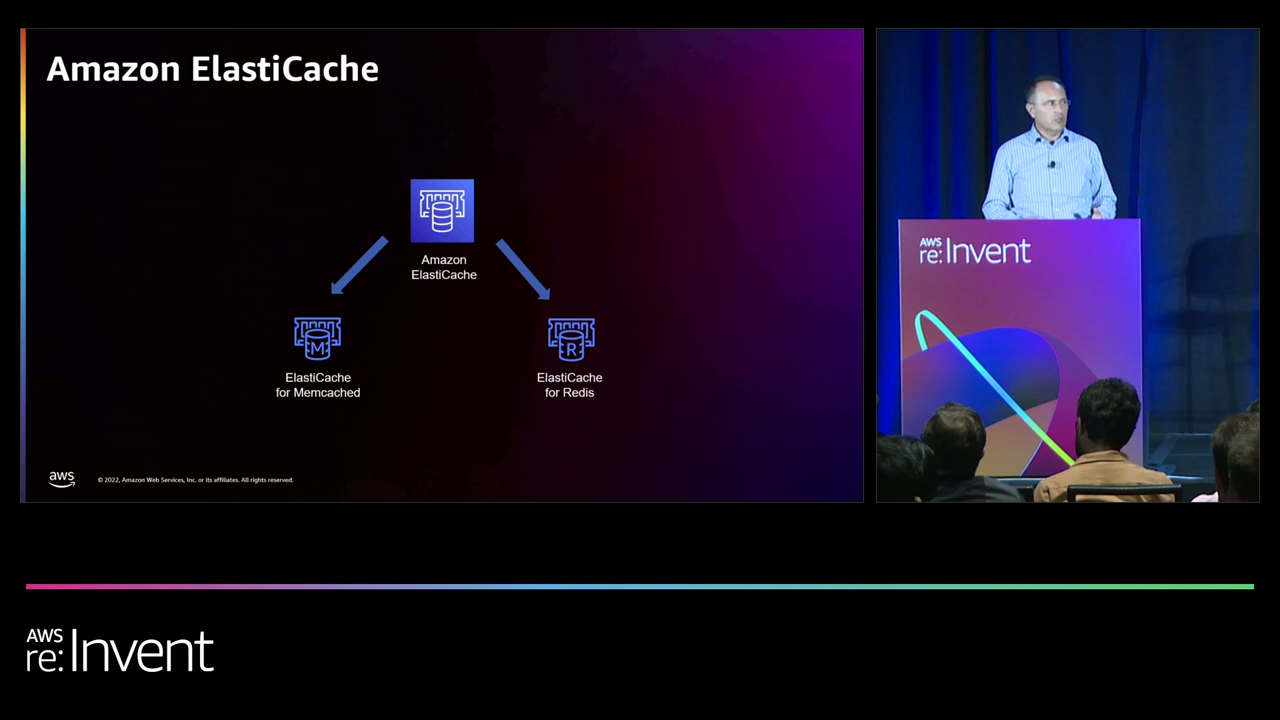 Amazon ElastiCache
Amazon
ElastiCache
M
R
ElastiCache
for Memcached
ElastiCache
for Redis
aws
© 2022, Amazon Web Services, Inc. or its affiliates. All rights reserved.
AWS
re:Invent
AWS
re:Invent